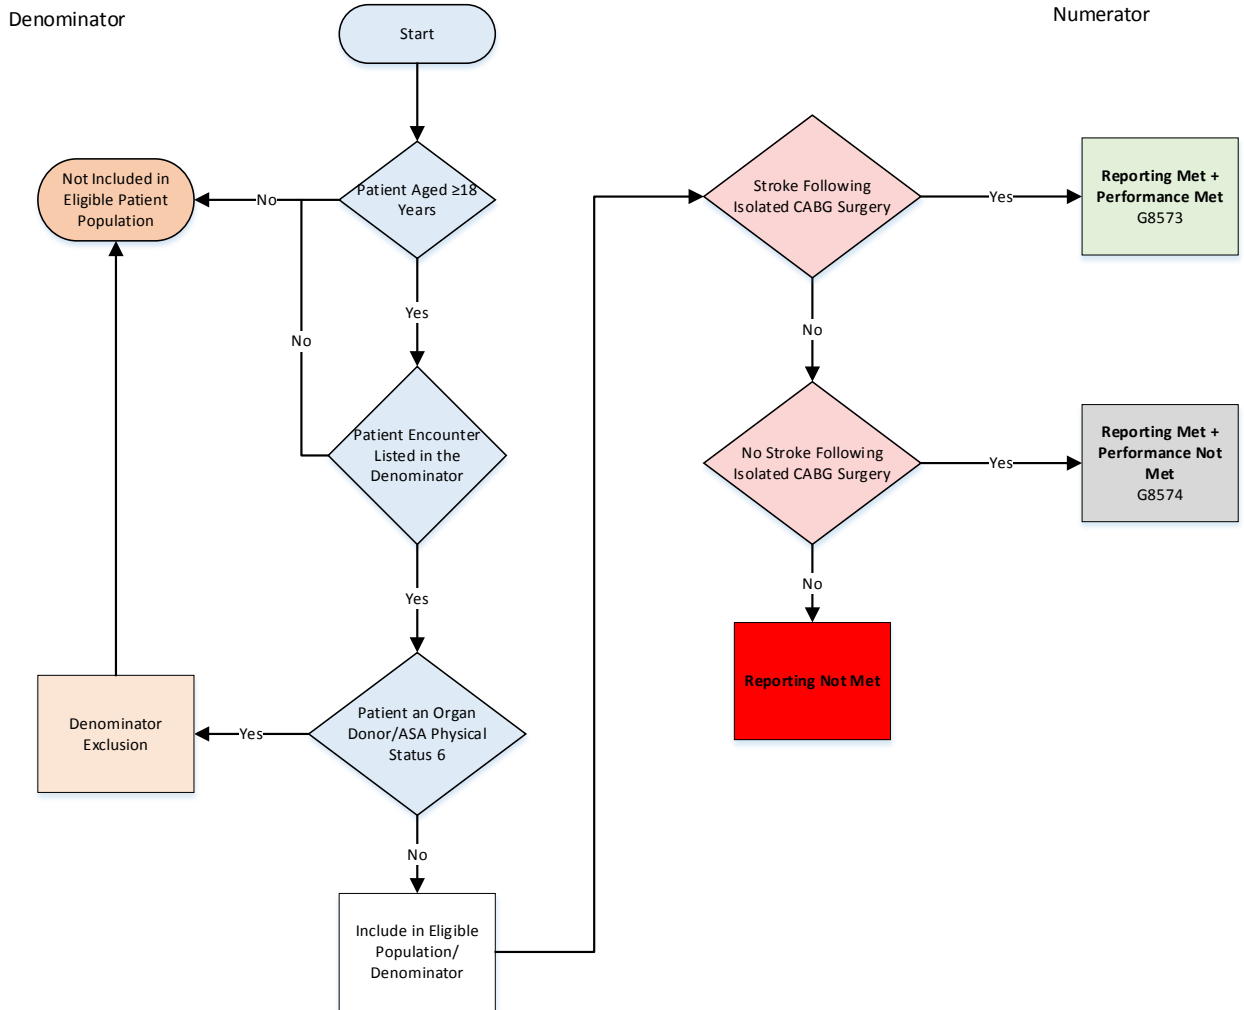 Denominator
Numerator
Start
Patient Aged ≥18
Years
No
Not Included in
Eligible Patient
Population
Yes
No
Patient Encounter
Listed in the
Denominator
Yes
Patient an Organ
Donor/ASA Physical
Status 6
Yes
Denominator
Exclusion
No
Include in Eligible
Population/
Denominator
Stroke Following
Isolated CABG Surgery
Yes
Reporting Met +
Performance Met
G8573
No
No Stroke Following
Isolated CABG Surgery
Yes
Reporting Met +
Performance Not
Met
G8574
No
Reporting Not Met